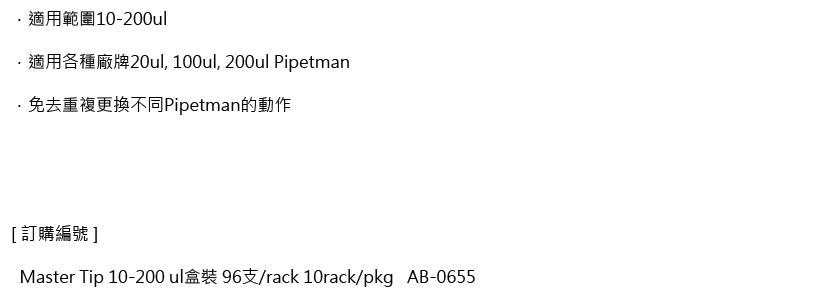 ．適用範圍10-200ul
．適用各種廠牌20ul, 100ul, 200ul Pipetman
．免去重複更換不同Pipetman的動作
[ 訂購編號 ]
Master Tip 10-200 ul盒裝 96支/rack 10rack/pkg   AB-0655